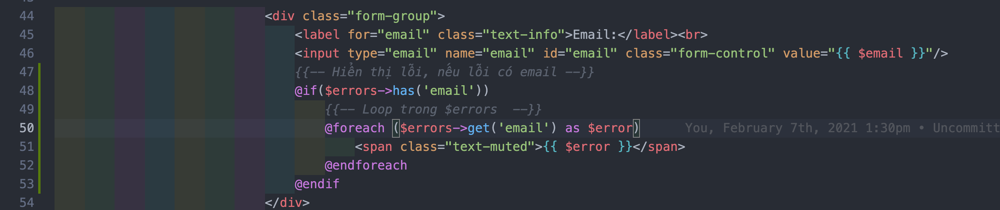 44 <div class="form-group">
45 <label for="email" class="text-info">Email:</label><br>
46 <input type="email" name="email" id="email" class="form-control" value="{{ $email }}"/>
47 {{-- Hiển thị lỗi, nếu lỗi có email --}}
48 @if($errors->has('email'))
49 {{-- Loop trong $errors  --}}
50 @foreach ($errors->get('email') as $error) You, February 7th, 2021 1:30pm • Uncommitt
51 <span class="text-muted">{{ $error }}</span>
52 @endforeach
53 @endif
54 </div>